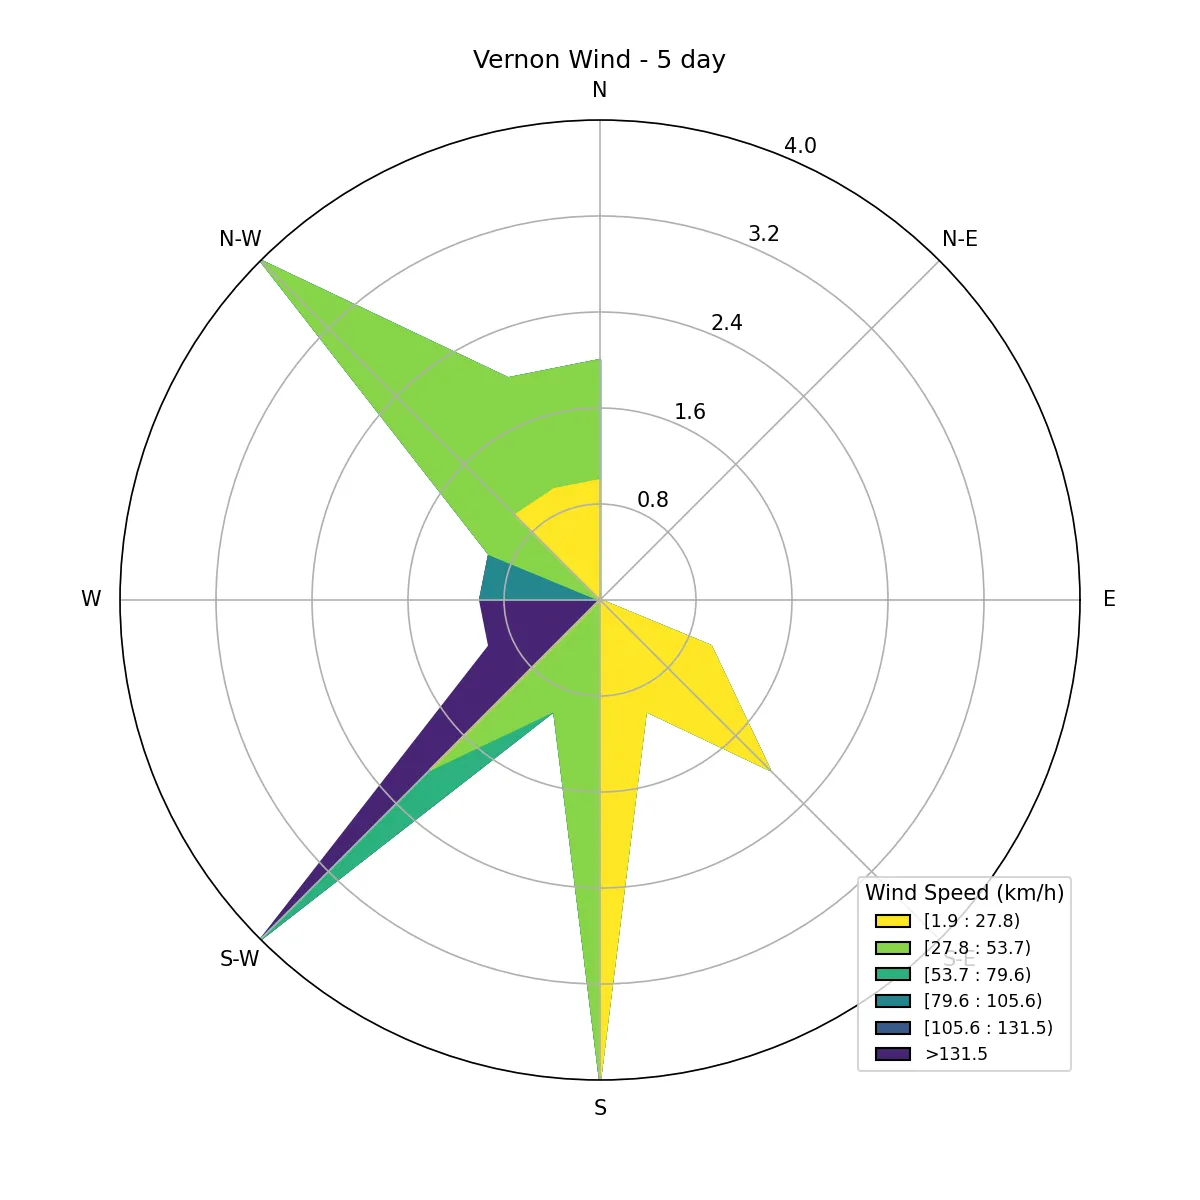 Vernon Wind - 5 day
N
4.0
N-W
3.2
N-E
2.4
1.6
0.8
W
E
Wind Speed (km/h)
[1.9 : 27.8)
[27.8 : 53.7)
S-W
S-E
[53.7 : 79.6)
[79.6 : 105.6)
[105.6 : 131.5)
>131.5
S